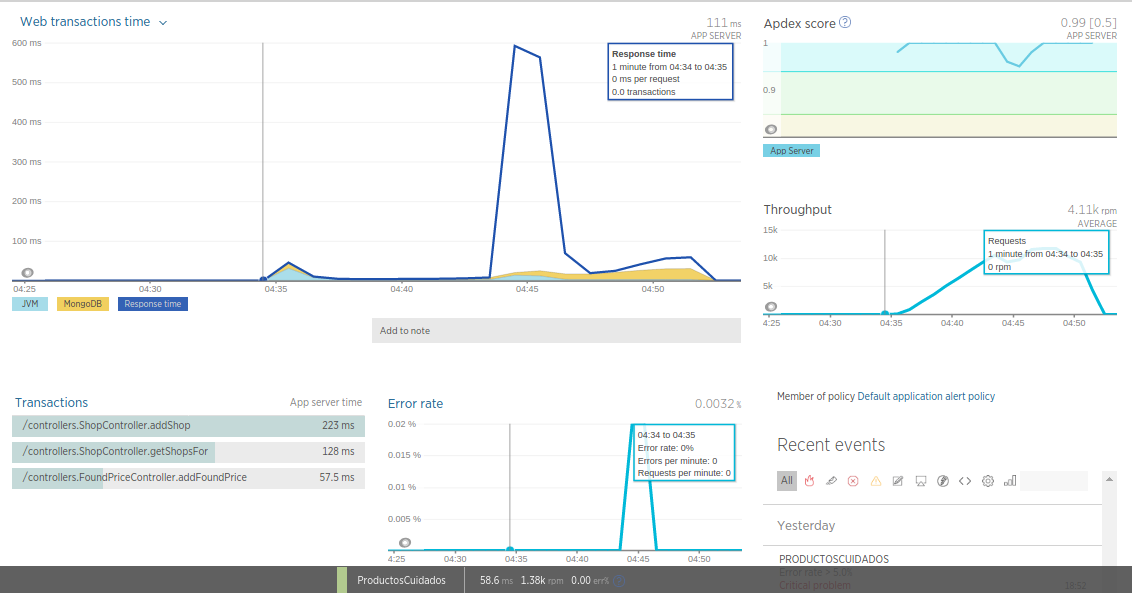 Web transactions time
111 ms
APP SERVER
600 ms
500 ms
400 ms
300 ms
200 ms
100 ms
Response time
1 minute from 04:34 to 04:35
0 ms per request
0.0 transactions
04:25 04:30 04:35 04:40 04:45 04:50
JVM MongoDB Response time
Add to note
Apdex score ?
0.99 [0.5]
APP SERVER
1
0.9
App Server
Throughput
4.11k rpm
AVERAGE
15k
10k
5k
Requests
1 minute from 04:34 to 04:35
0 rpm
4:25 04:30 04:35 04:40 04:45 04:50
Transactions App server time
/controllers.ShopController.addShop 223 ms
/controllers.ShopController.getShopsFor 128 ms
/controllers.FoundPriceController.addFoundPrice 57.5 ms
Error rate
0.0032 %
0.02 %
0.015 %
0.01 %
0.005 %
04:34 to 04:35
Error rate: 0%
Errors per minute: 0
Requests per minute: 0
4:25 04:30 04:35 04:40 04:45 04:50
Member of policy Default application alert policy
Recent events
All
Yesterday
PRODUCTOSCUIDADOS
Error rate > 5.0%
Critical problem
ProductosCuidados 58.6 ms 1.38k rpm 0.00 err%